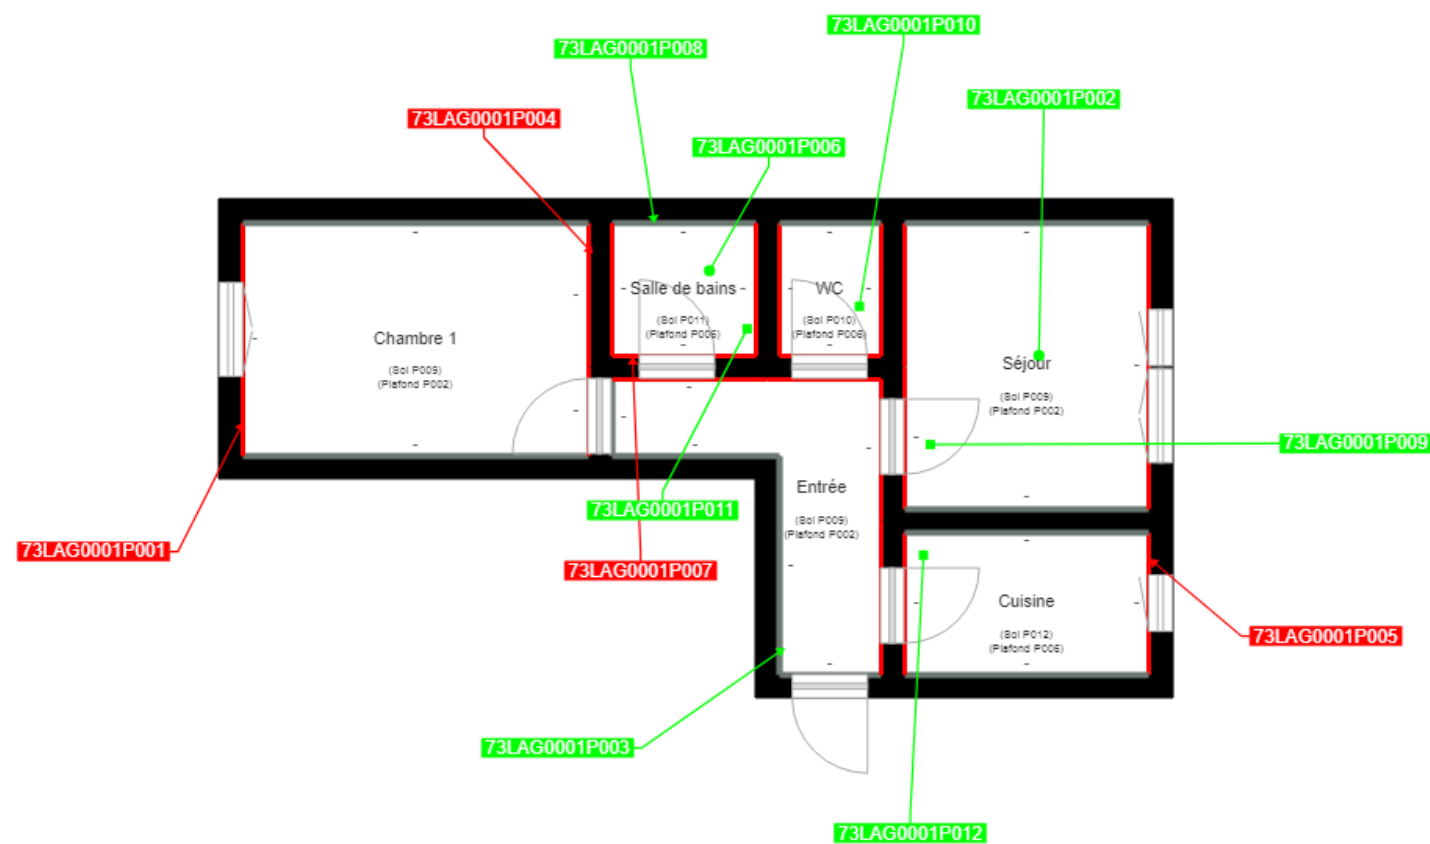 73LAG0001P010
73LAG0001P008
73LAG0001P002
73LAG0001P004
73LAG0001P006
Salle de bains
(Sol P011)
(Plafond P006)
WC
(Sol P010)
(Plafond P006)
Chambre 1
(Sol P009)
(Plafond P002)
Séjour
(Sol P009)
(Plafond P002)
73LAG0001P009
Entrée
(Sol P009)
(Plafond P002)
73LAG0001P011
73LAG0001P001
73LAG0001P007
Cuisine
(Sol P012)
(Plafond P006)
73LAG0001P005
73LAG0001P003
73LAG0001P012